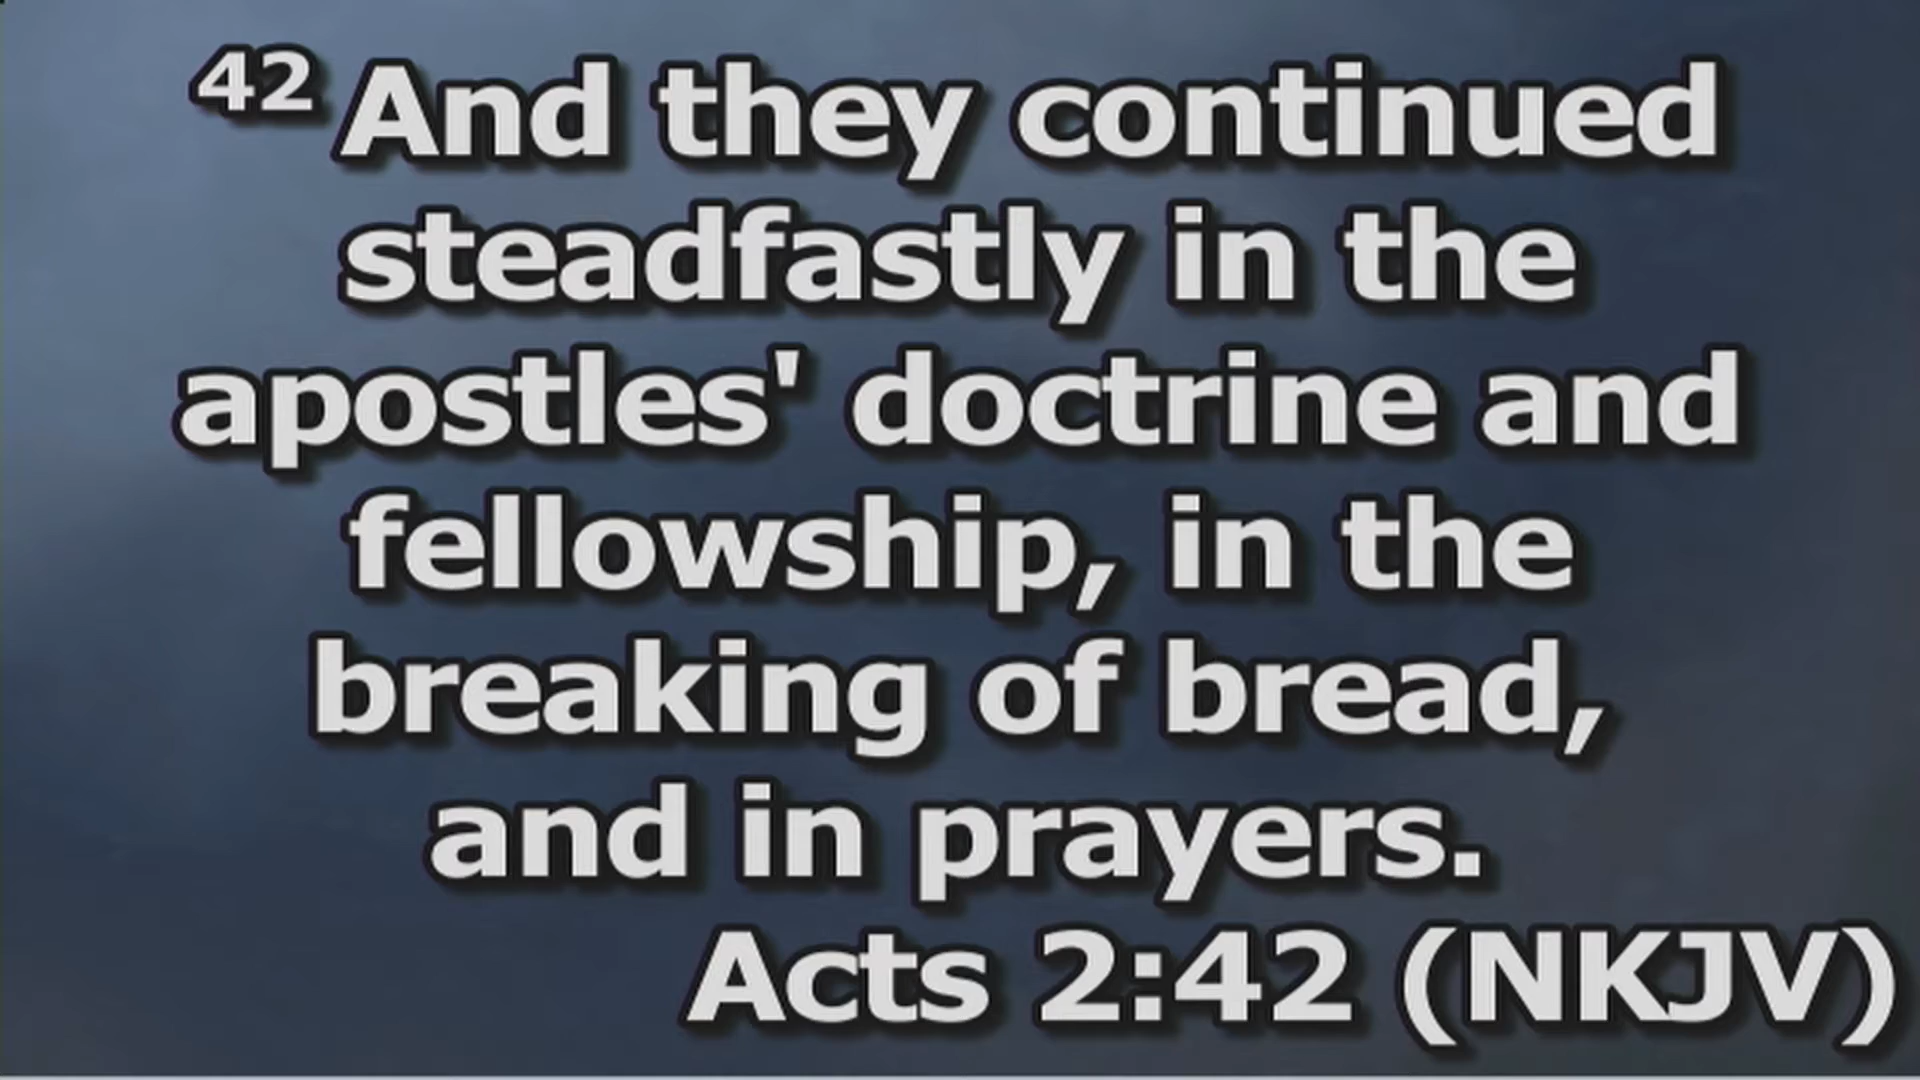 42 And they continued
steadfastly in the
apostles' doctrine and
fellowship, in the
breaking of bread,
and in prayers.
Acts 2:42 (NKJV)